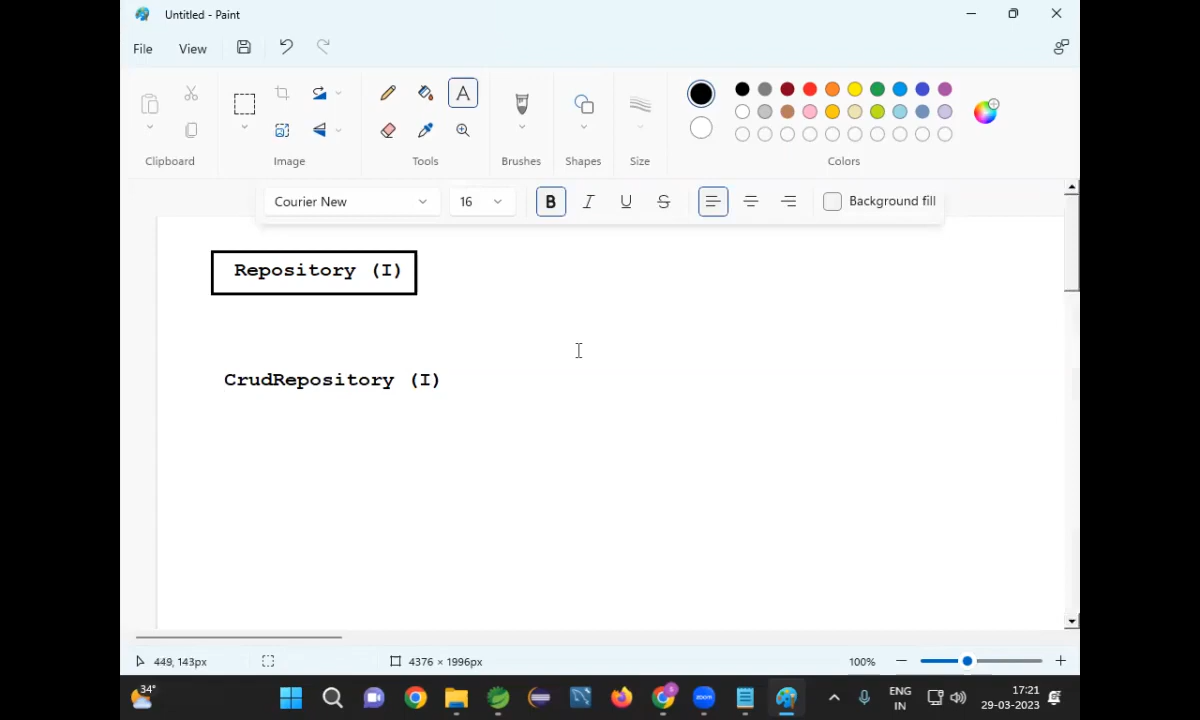 Untitled - Paint
File View
Clipboard Image Tools Brushes Shapes Size Colors
Courier New 16 B I U S Background fill
Repository (I)
CrudRepository (I)
449, 143px 4376 × 1996px 100%
34°
zoom
ENG
IN
17:21
29-03-2023